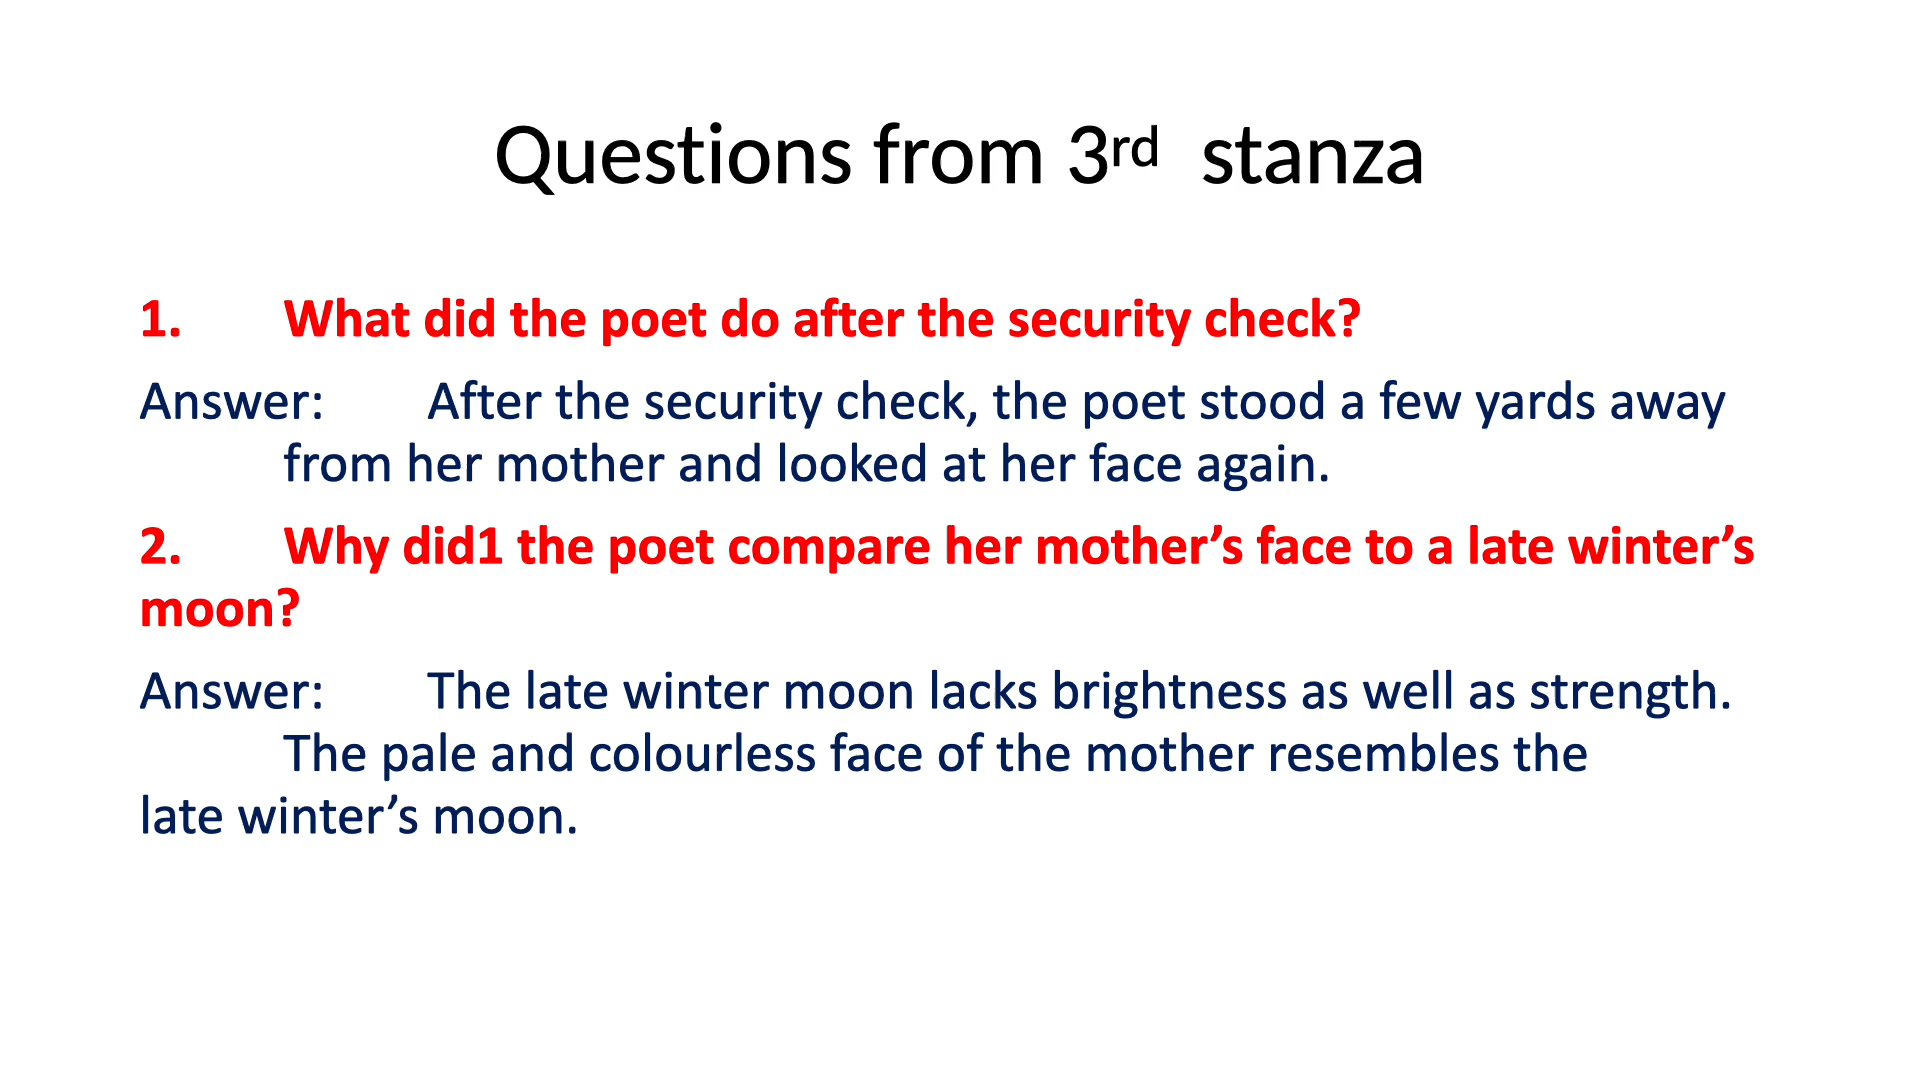 Questions from 3rd stanza
1. What did the poet do after the security check?
Answer: After the security check, the poet stood a few yards away
from her mother and looked at her face again.
2. Why did1 the poet compare her mother’s face to a late winter’s
moon?
Answer: The late winter moon lacks brightness as well as strength.
The pale and colourless face of the mother resembles the
late winter’s moon.